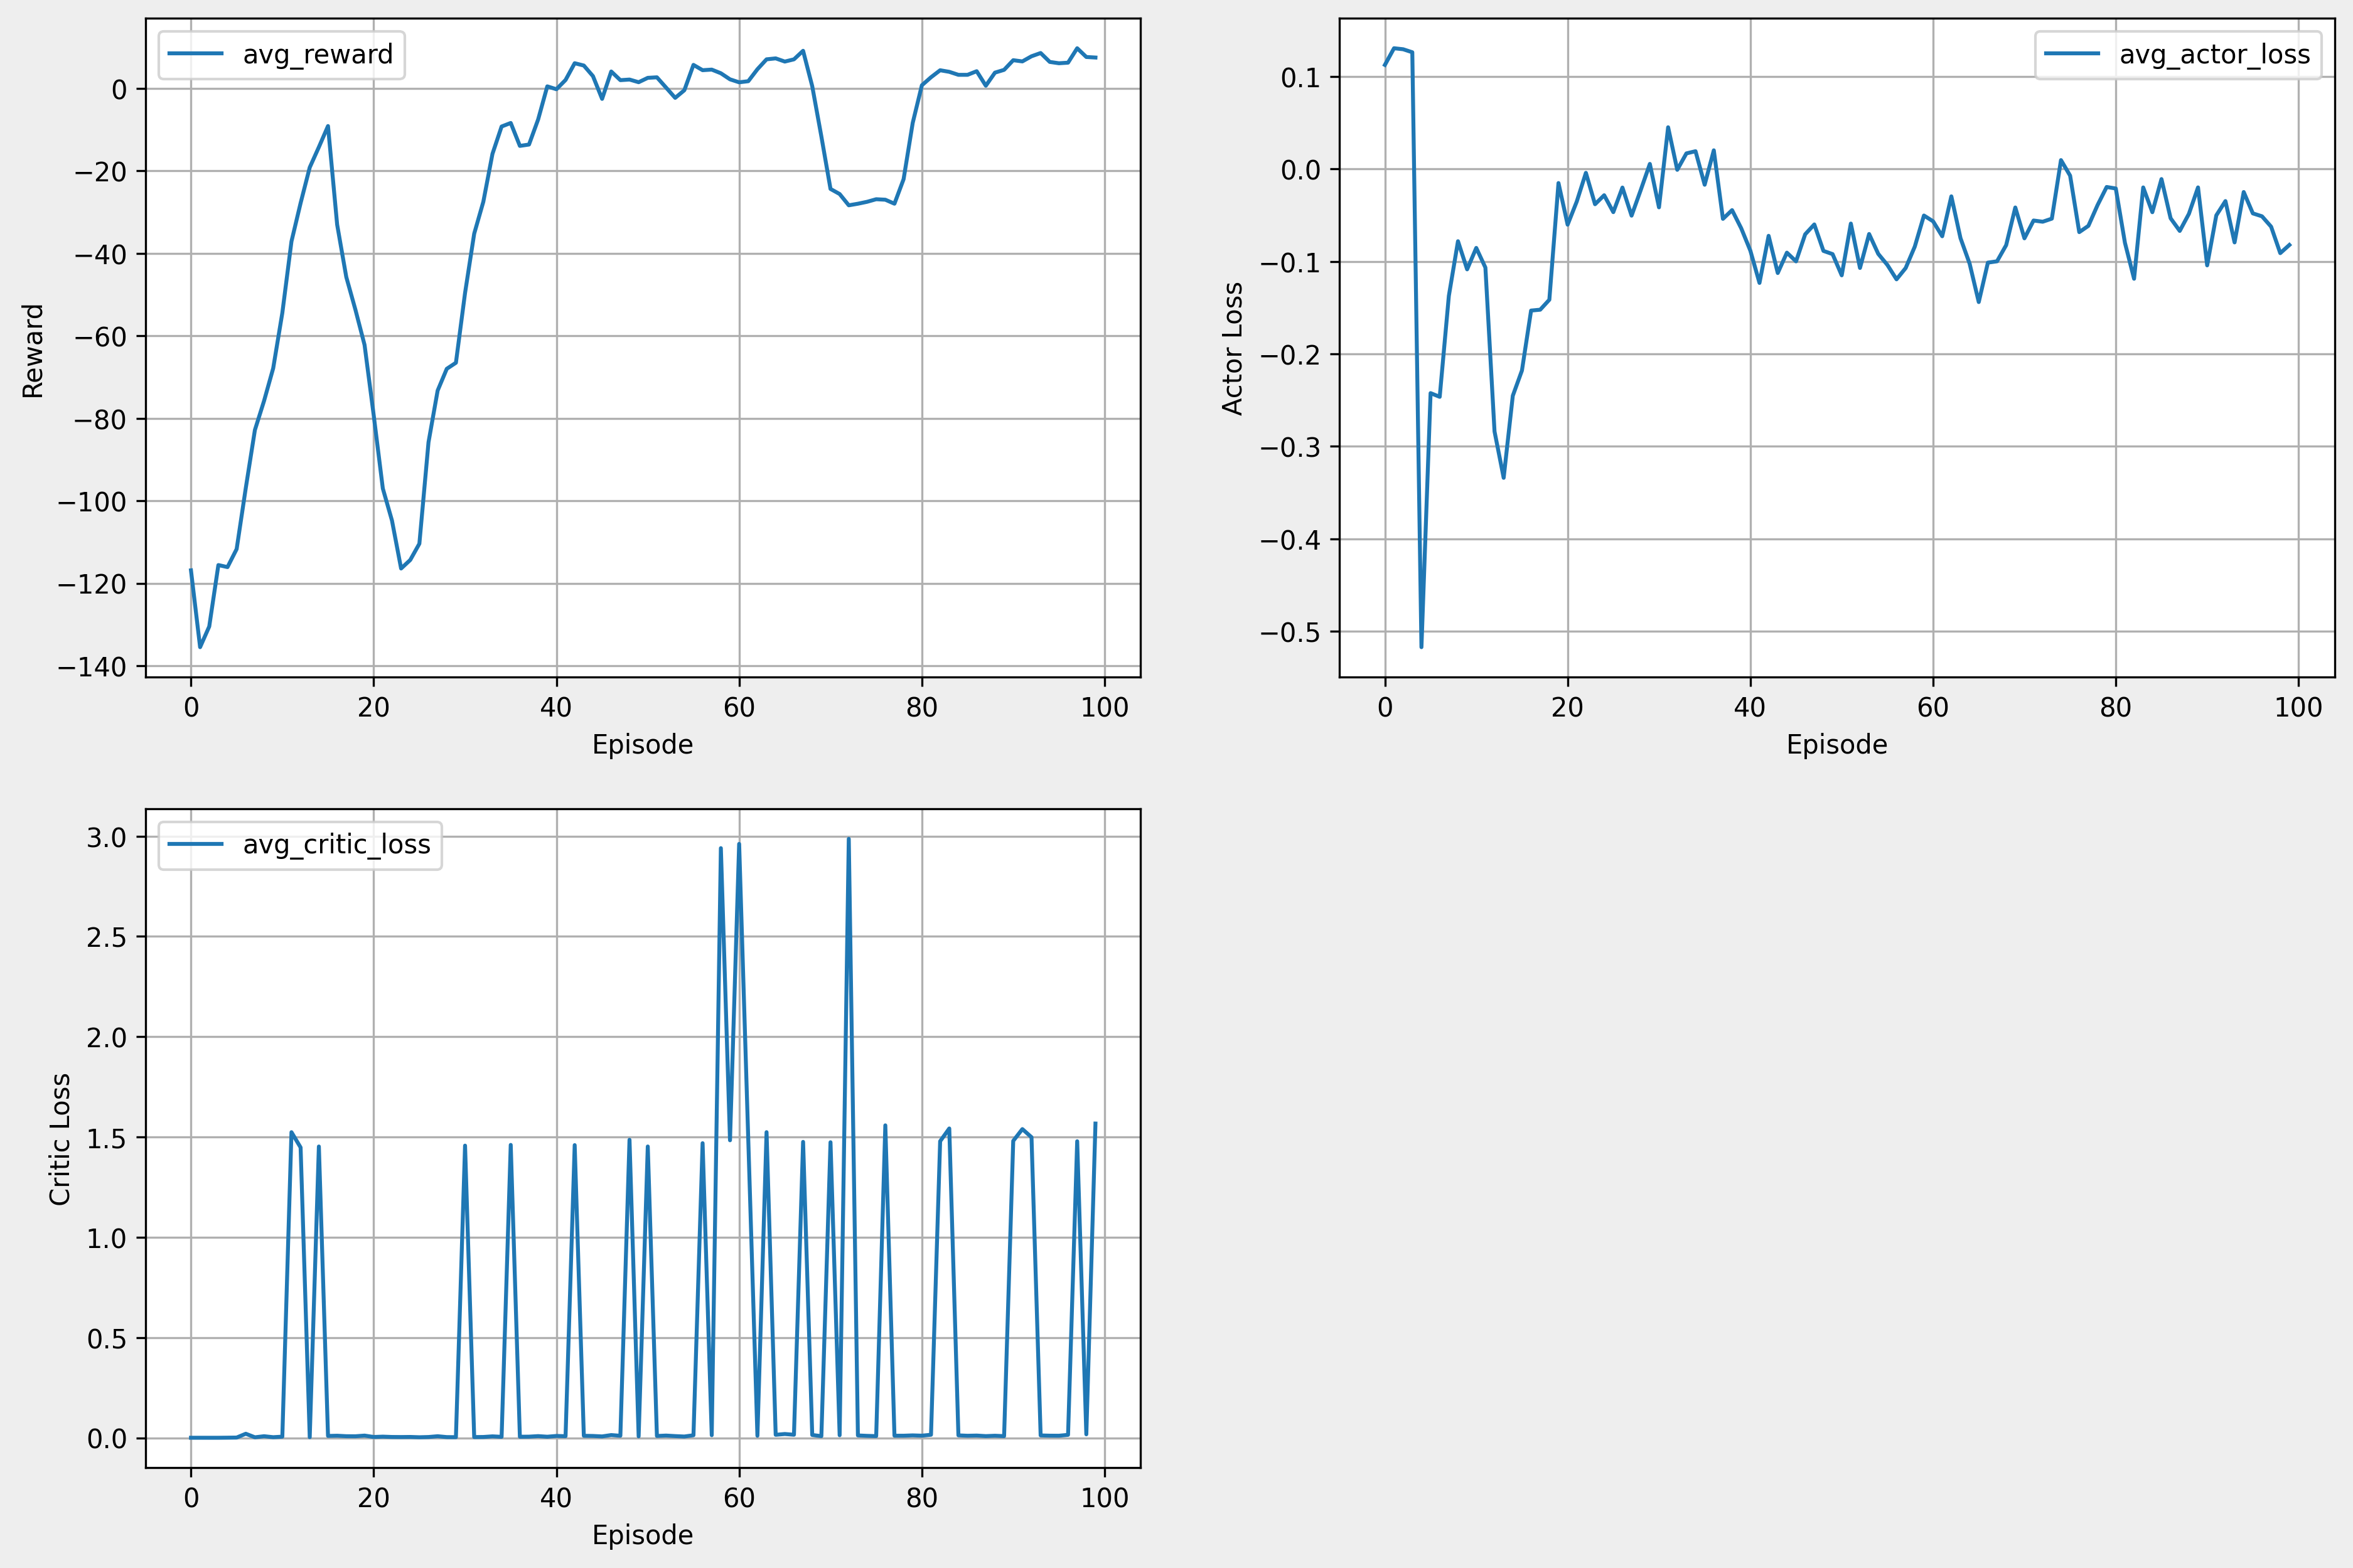 avg_reward
0
−20
−40
−60
−80
−100
−120
−140
Reward
0 20 40 60 80 100
Episode
avg_actor_loss
0.1
0.0
−0.1
−0.2
−0.3
−0.4
−0.5
Actor Loss
0 20 40 60 80 100
Episode
avg_critic_loss
3.0
2.5
2.0
1.5
1.0
0.5
0.0
Critic Loss
0 20 40 60 80 100
Episode